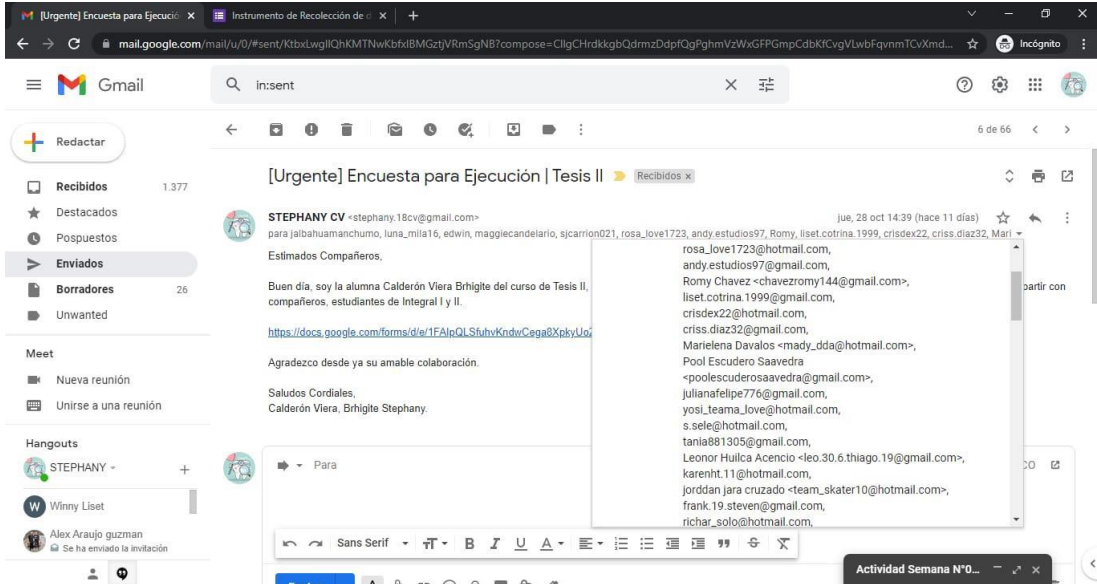 [Urgente] Encuesta para Ejecució
Instrumento de Recolección de d
mail.google.com/mail/u/0/#sent/KtbxLwgllQhKMTNwKbfxlBMGztjVRmSgNB?compose=CllgCHrdkkgbQdrmzDdpfQgPghmVzWxGFPGmpCdbKfCvgVLwbFqvnmTCvXmd...
Incógnito
Gmail
in:sent
Redactar
6 de 66
Recibidos 1.377
Destacados
Pospuestos
Enviados
Borradores 26
Unwanted
Meet
Nueva reunión
Unirse a una reunión
Hangouts
STEPHANY
Winny Liset
Alex Araujo guzman
Se ha enviado la invitación
[Urgente] Encuesta para Ejecución | Tesis II
Recibidos x
STEPHANY CV <stephany.18cv@gmail.com>
jue, 28 oct 14:39 (hace 11 días)
para jalbahuamanchumo, luna_mila16, edwin, maggiecandelario, sjcarrion021, rosa_love1723, andy.estudios97, Romy, liset.cotrina.1999, crisdex22, criss.diaz32, Mari
Estimados Compañeros,
Buen día, soy la alumna Calderón Viera Brhigite del curso de Tesis II,
partir con
compañeros, estudiantes de Integral I y II.
https://docs.google.com/forms/d/e/1FAIpQLSfuhvKndwCega8XpkyUo
Agradezco desde ya su amable colaboración.
Saludos Cordiales,
Calderón Viera, Brhigite Stephany.
rosa_love1723@hotmail.com,
andy.estudios97@gmail.com,
Romy Chavez <chavezromy144@gmail.com>,
liset.cotrina.1999@gmail.com,
crisdex22@hotmail.com,
criss.diaz32@gmail.com,
Marielena Davalos <mady_dda@hotmail.com>,
Pool Escudero Saavedra
<poolescuderosaavedra@gmail.com>,
julianafelipe776@gmail.com,
yosi_teama_love@hotmail.com,
s.sele@hotmail.com,
tania881305@gmail.com,
Leonor Huilca Acencio <leo.30.6.thiago.19@gmail.com>,
karenht.11@hotmail.com,
jorddan jara cruzado <team_skater10@hotmail.com>,
frank.19.steven@gmail.com,
richar_solo@hotmail.com,
Para
CO
Sans Serif
Actividad Semana N°0...